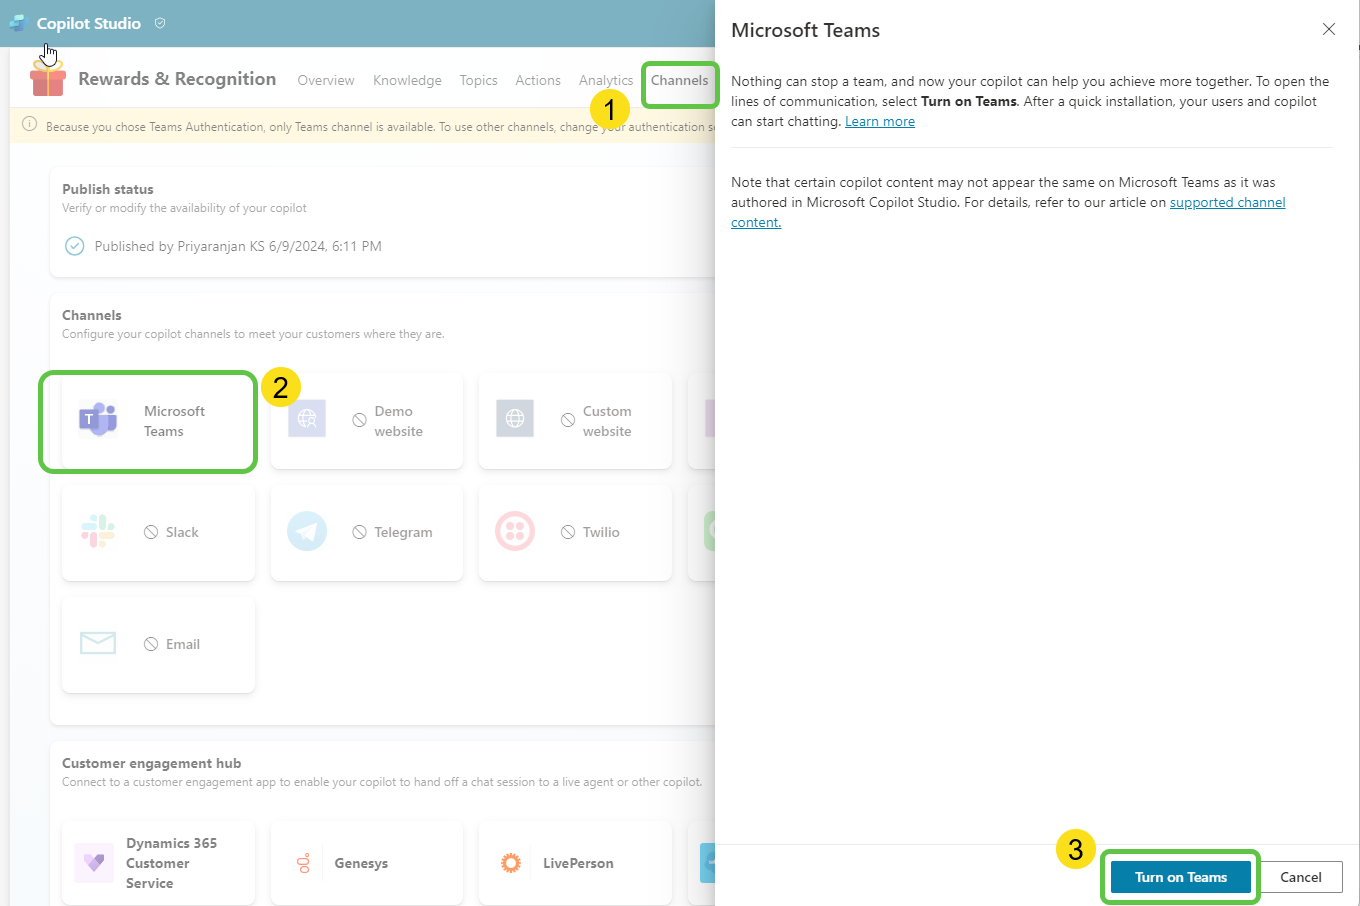 Copilot Studio
Rewards & Recognition
Overview
Knowledge
Topics
Actions
Analytics
Channels
1
Because you chose Teams Authentication, only Teams channel is available. To use other channels, change your authentication
Publish status
Verify or modify the availability of your copilot
Published by Priyaranjan KS 6/9/2024, 6:11 PM
Channels
Configure your copilot channels to meet your customers where they are.
2
T
Microsoft
Teams
Demo
website
Custom
website
Slack
Telegram
Twilio
Email
Customer engagement hub
Connect to a customer engagement app to enable your copilot to hand off a chat session to a live agent or other copilot.
Dynamics 365
Customer
Service
Genesys
LivePerson
Microsoft Teams
Nothing can stop a team, and now your copilot can help you achieve more together. To open the
lines of communication, select Turn on Teams. After a quick installation, your users and copilot
can start chatting. Learn more
Note that certain copilot content may not appear the same on Microsoft Teams as it was
authored in Microsoft Copilot Studio. For details, refer to our article on supported channel
content.
3
Turn on Teams
Cancel